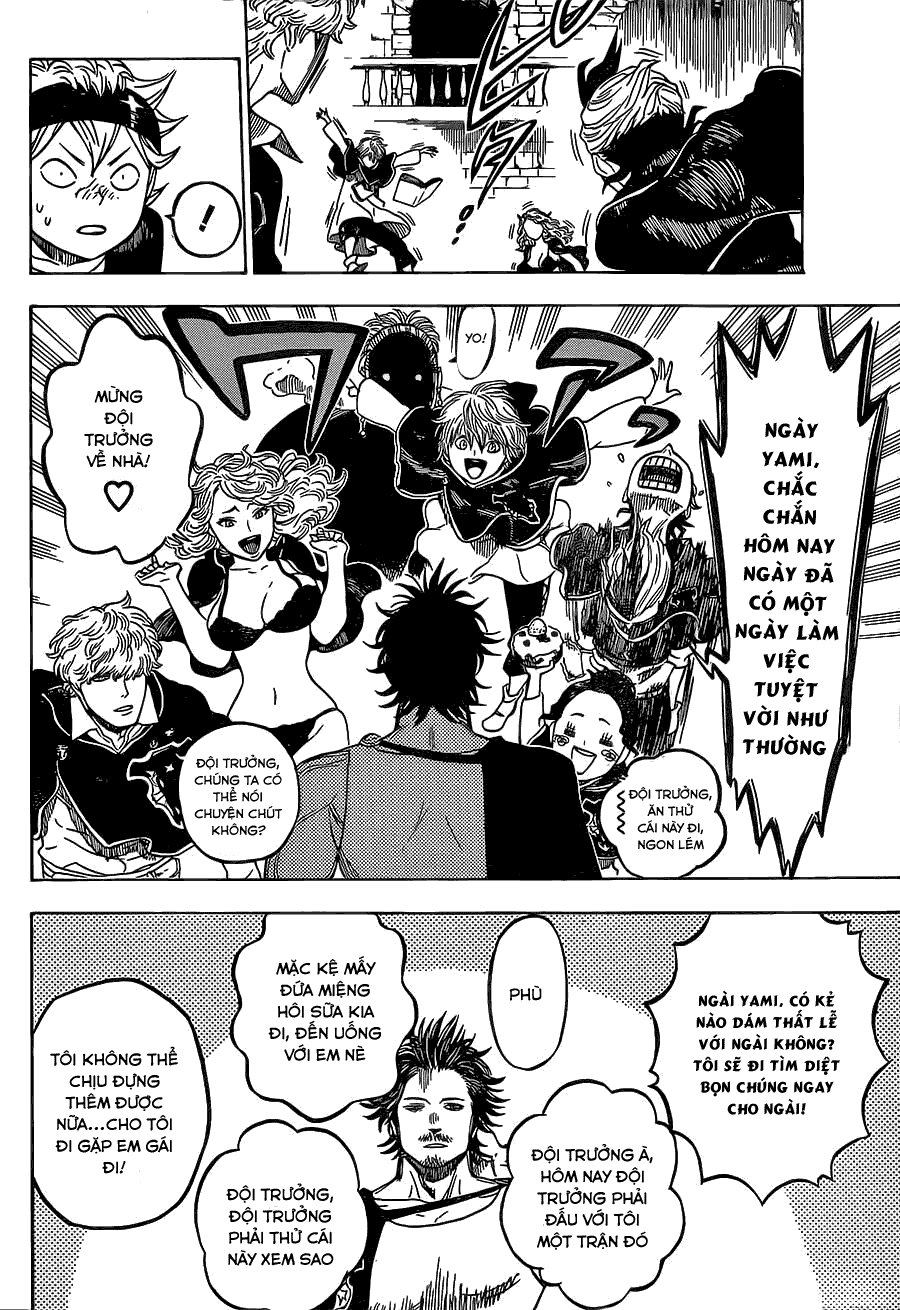 !
YO!
MỪNG
ĐỘI
TRƯỞNG
VỀ NHÀ!
♡
NGÀY
YAMI,
CHẮC
CHẮN
HÔM NAY
NGÀY ĐÃ
CÓ MỘT
NGÀY LÀM
VIỆC
TUYỆT
VỜI NHƯ
THƯỜNG
ĐỘI TRƯỞNG,
CHÚNG TA CÓ
THỂ NÓI
CHUYỆN CHÚT
KHÔNG?
ĐỘI TRƯỞNG,
ĂN THỬ
CÁI NÀY ĐI,
NGON LÉM
TÔI KHÔNG THỂ
CHỊU ĐỰNG
THÊM ĐƯỢC
NỮA...CHO TÔI
ĐI GẶP EM GÁI
ĐI!
MẶC KỆ MẤY
ĐỨA MIỆNG
HÔI SỮA KIA
ĐI, ĐẾN UỐNG
VỚI EM NÈ
PHÙ
NGÀI YAMI, CÓ KẺ
NÀO DÁM THẤT LỄ
VỚI NGÀI KHÔNG?
TÔI SẼ ĐI TÌM DIỆT
BỌN CHÚNG NGAY
CHO NGÀI!
ĐỘI TRƯỞNG,
ĐỘI TRƯỞNG
PHẢI THỬ CÁI
NÀY XEM SAO
ĐỘI TRƯỞNG À,
HÔM NAY ĐỘI
TRƯỞNG PHẢI
ĐẤU VỚI TÔI
MỘT TRẬN ĐÓ